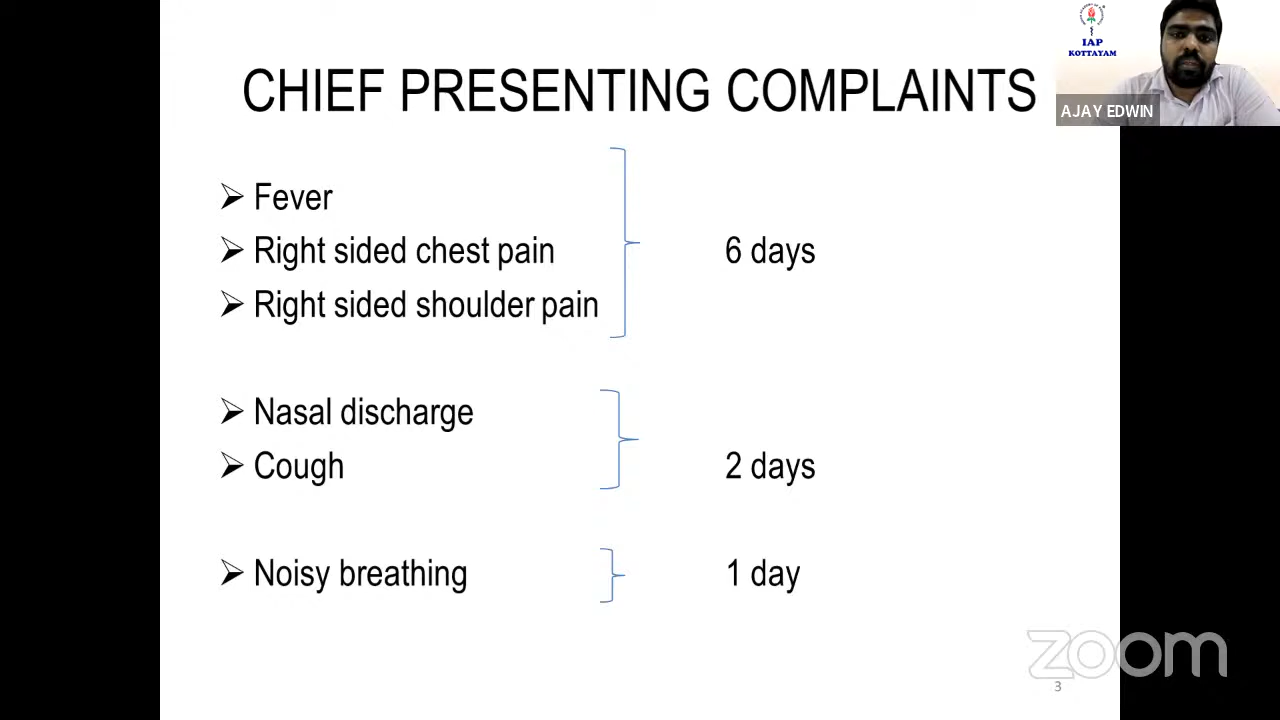 IAP
KOTTAYAM
AJAY EDWIN
CHIEF PRESENTING COMPLAINTS
➢ Fever
➢ Right sided chest pain 6 days
➢ Right sided shoulder pain
➢ Nasal discharge
➢ Cough 2 days
➢ Noisy breathing 1 day
zoom
3